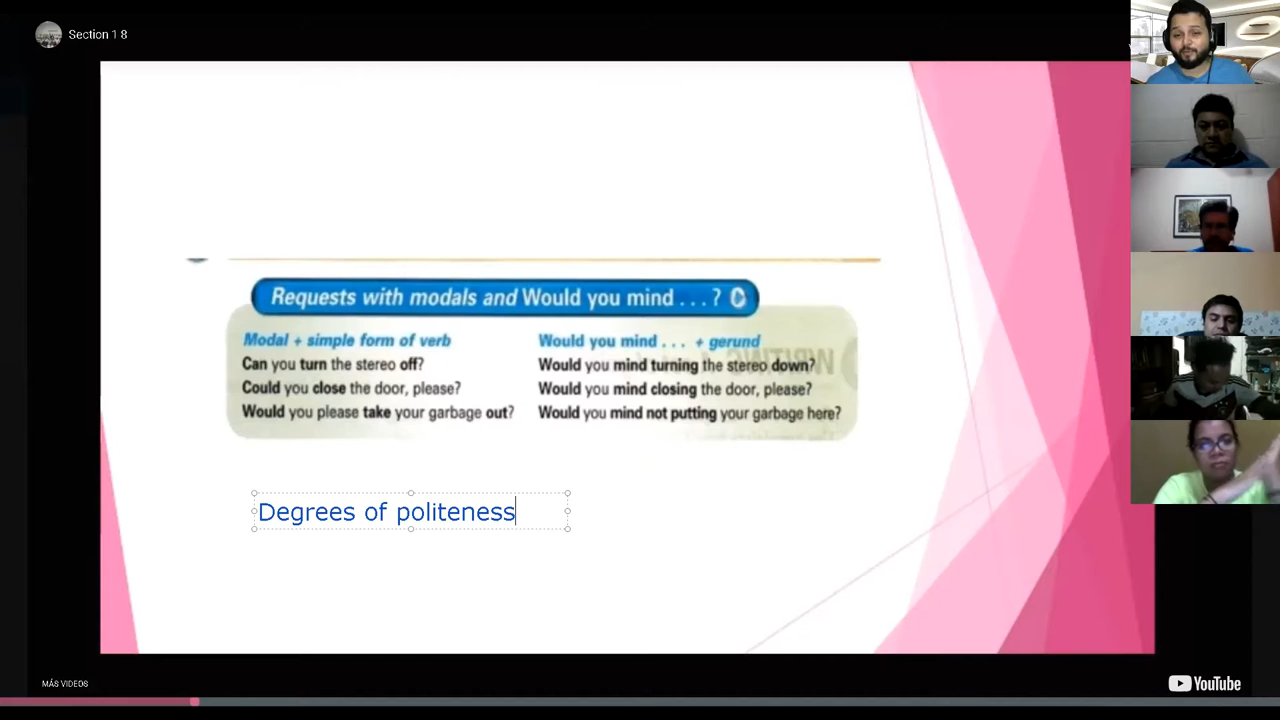 Section 1 8
Requests with modals and Would you mind . . . ?
Modal + simple form of verb
Can you turn the stereo off?
Could you close the door, please?
Would you please take your garbage out?
Would you mind . . . + gerund
Would you mind turning the stereo down?
Would you mind closing the door, please?
Would you mind not putting your garbage here?
Degrees of politeness
MÁS VIDEOS
YouTube